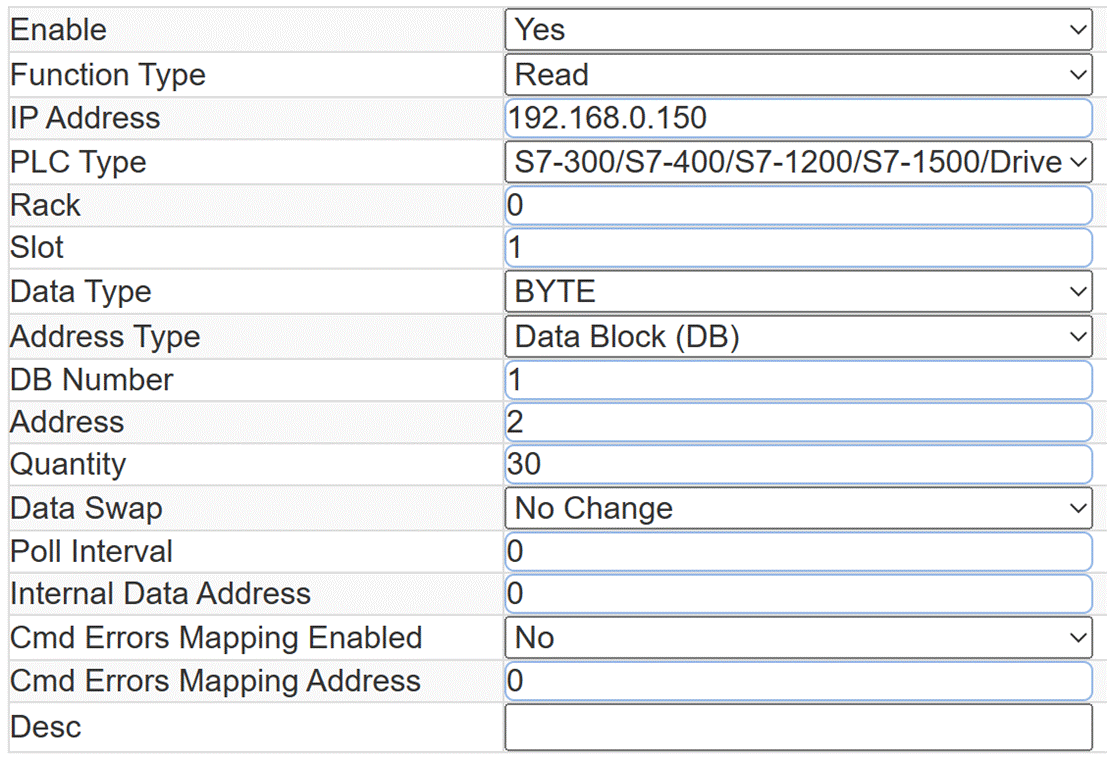 Enable Yes
Function Type Read
IP Address 192.168.0.150
PLC Type S7-300/S7-400/S7-1200/S7-1500/Drive
Rack 0
Slot 1
Data Type BYTE
Address Type Data Block (DB)
DB Number 1
Address 2
Quantity 30
Data Swap No Change
Poll Interval 0
Internal Data Address 0
Cmd Errors Mapping Enabled No
Cmd Errors Mapping Address 0
Desc